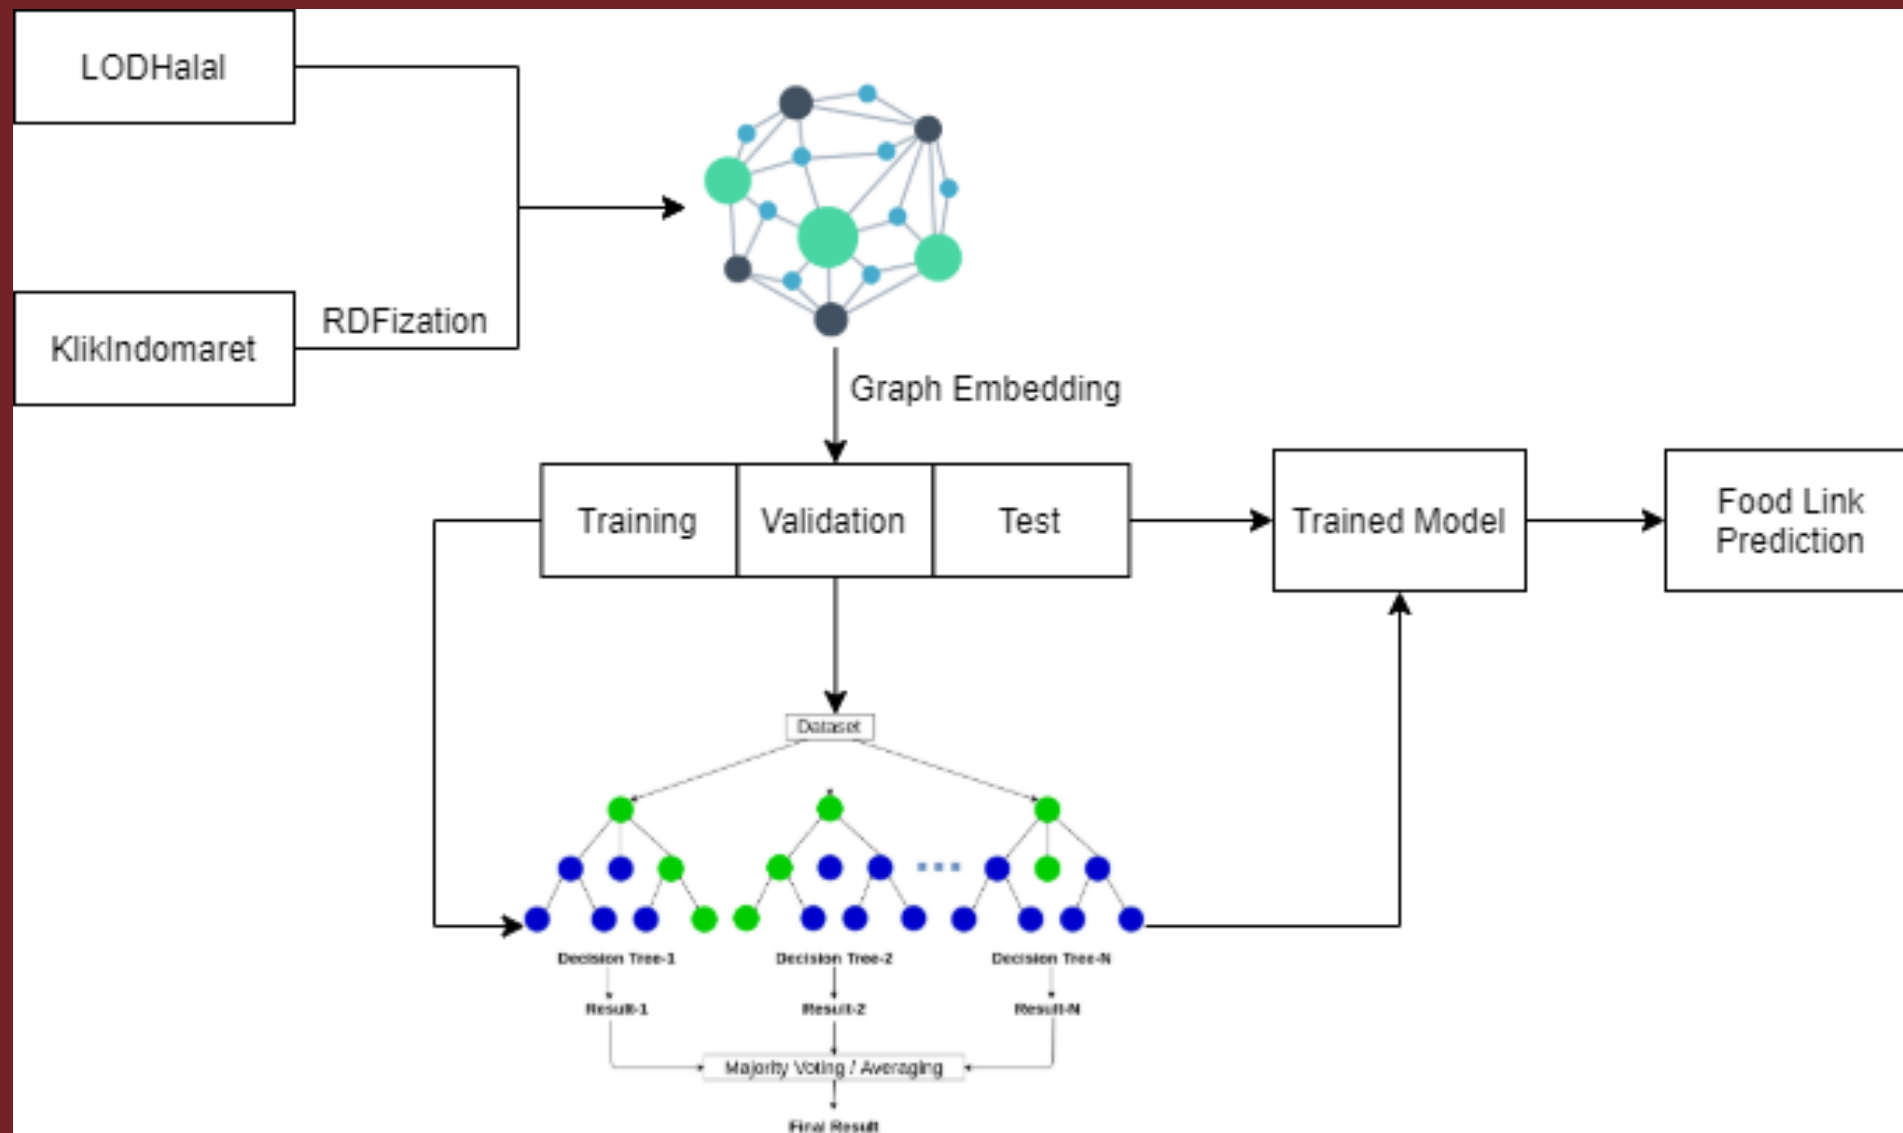 LODHalal
KlikIndomaret
RDFization
Graph Embedding
Training
Validation
Test
Trained Model
Food Link
Prediction
Dataset
Decision Tree-1
Decision Tree-2
Decision Tree-N
Result-1
Result-2
Result-N
Majority Voting / Averaging
Final Result